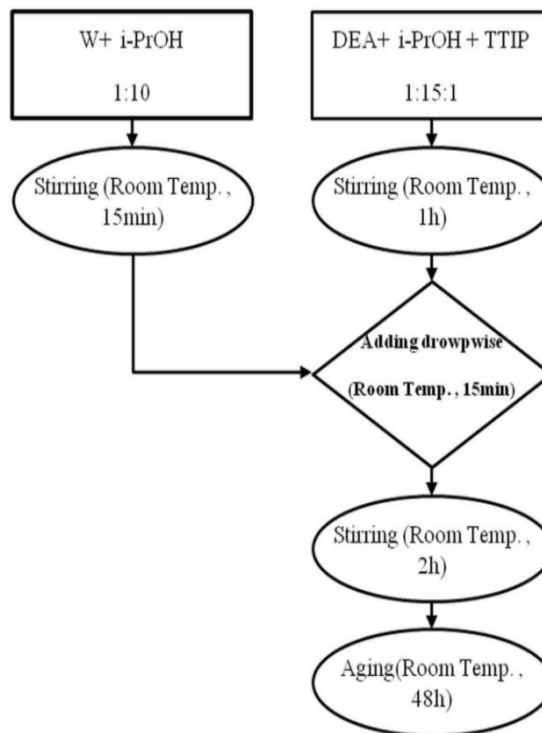 W+ i-PrOH
1:10
Stirring (Room Temp. ,
15min)
DEA+ i-PrOH + TTIP
1:15:1
Stirring (Room Temp. ,
1h)
Adding drowpwise
(Room Temp. , 15min)
Stirring (Room Temp. ,
2h)
Aging(Room Temp. ,
48h)